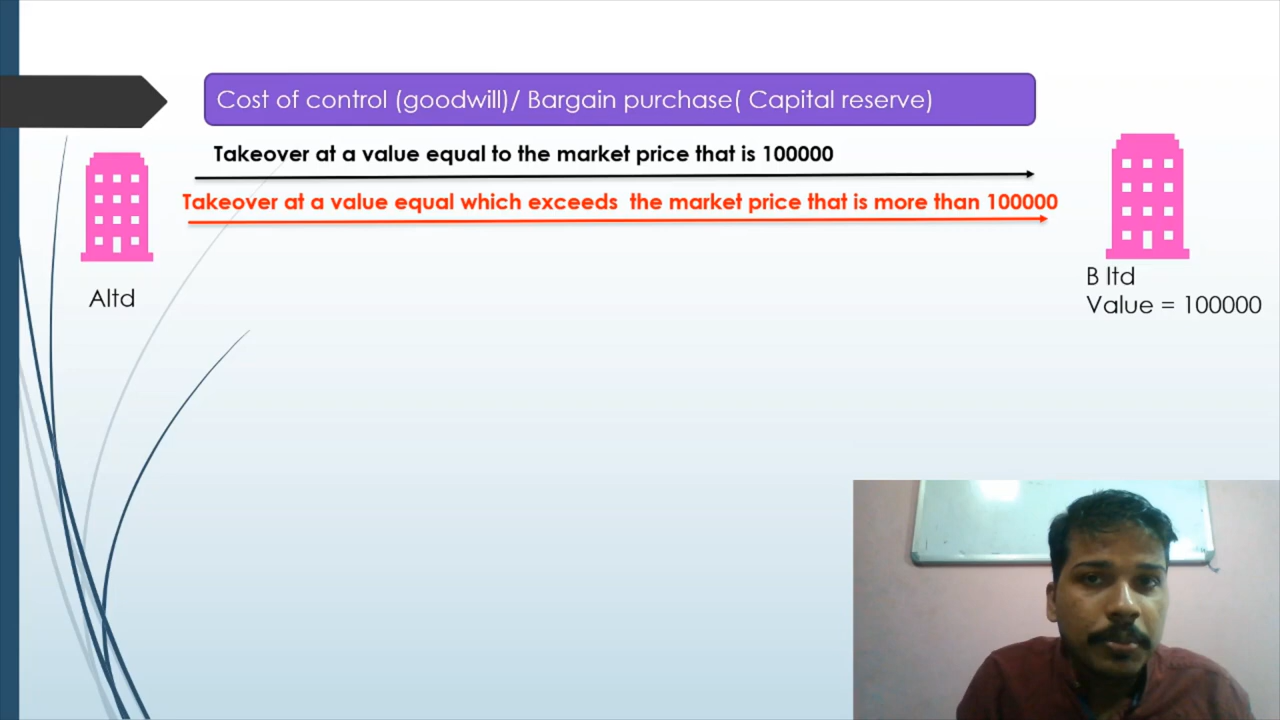 Cost of control (goodwill)/ Bargain purchase( Capital reserve)
Takeover at a value equal to the market price that is 100000
Takeover at a value equal which exceeds the market price that is more than 100000
Altd
B ltd
Value = 100000